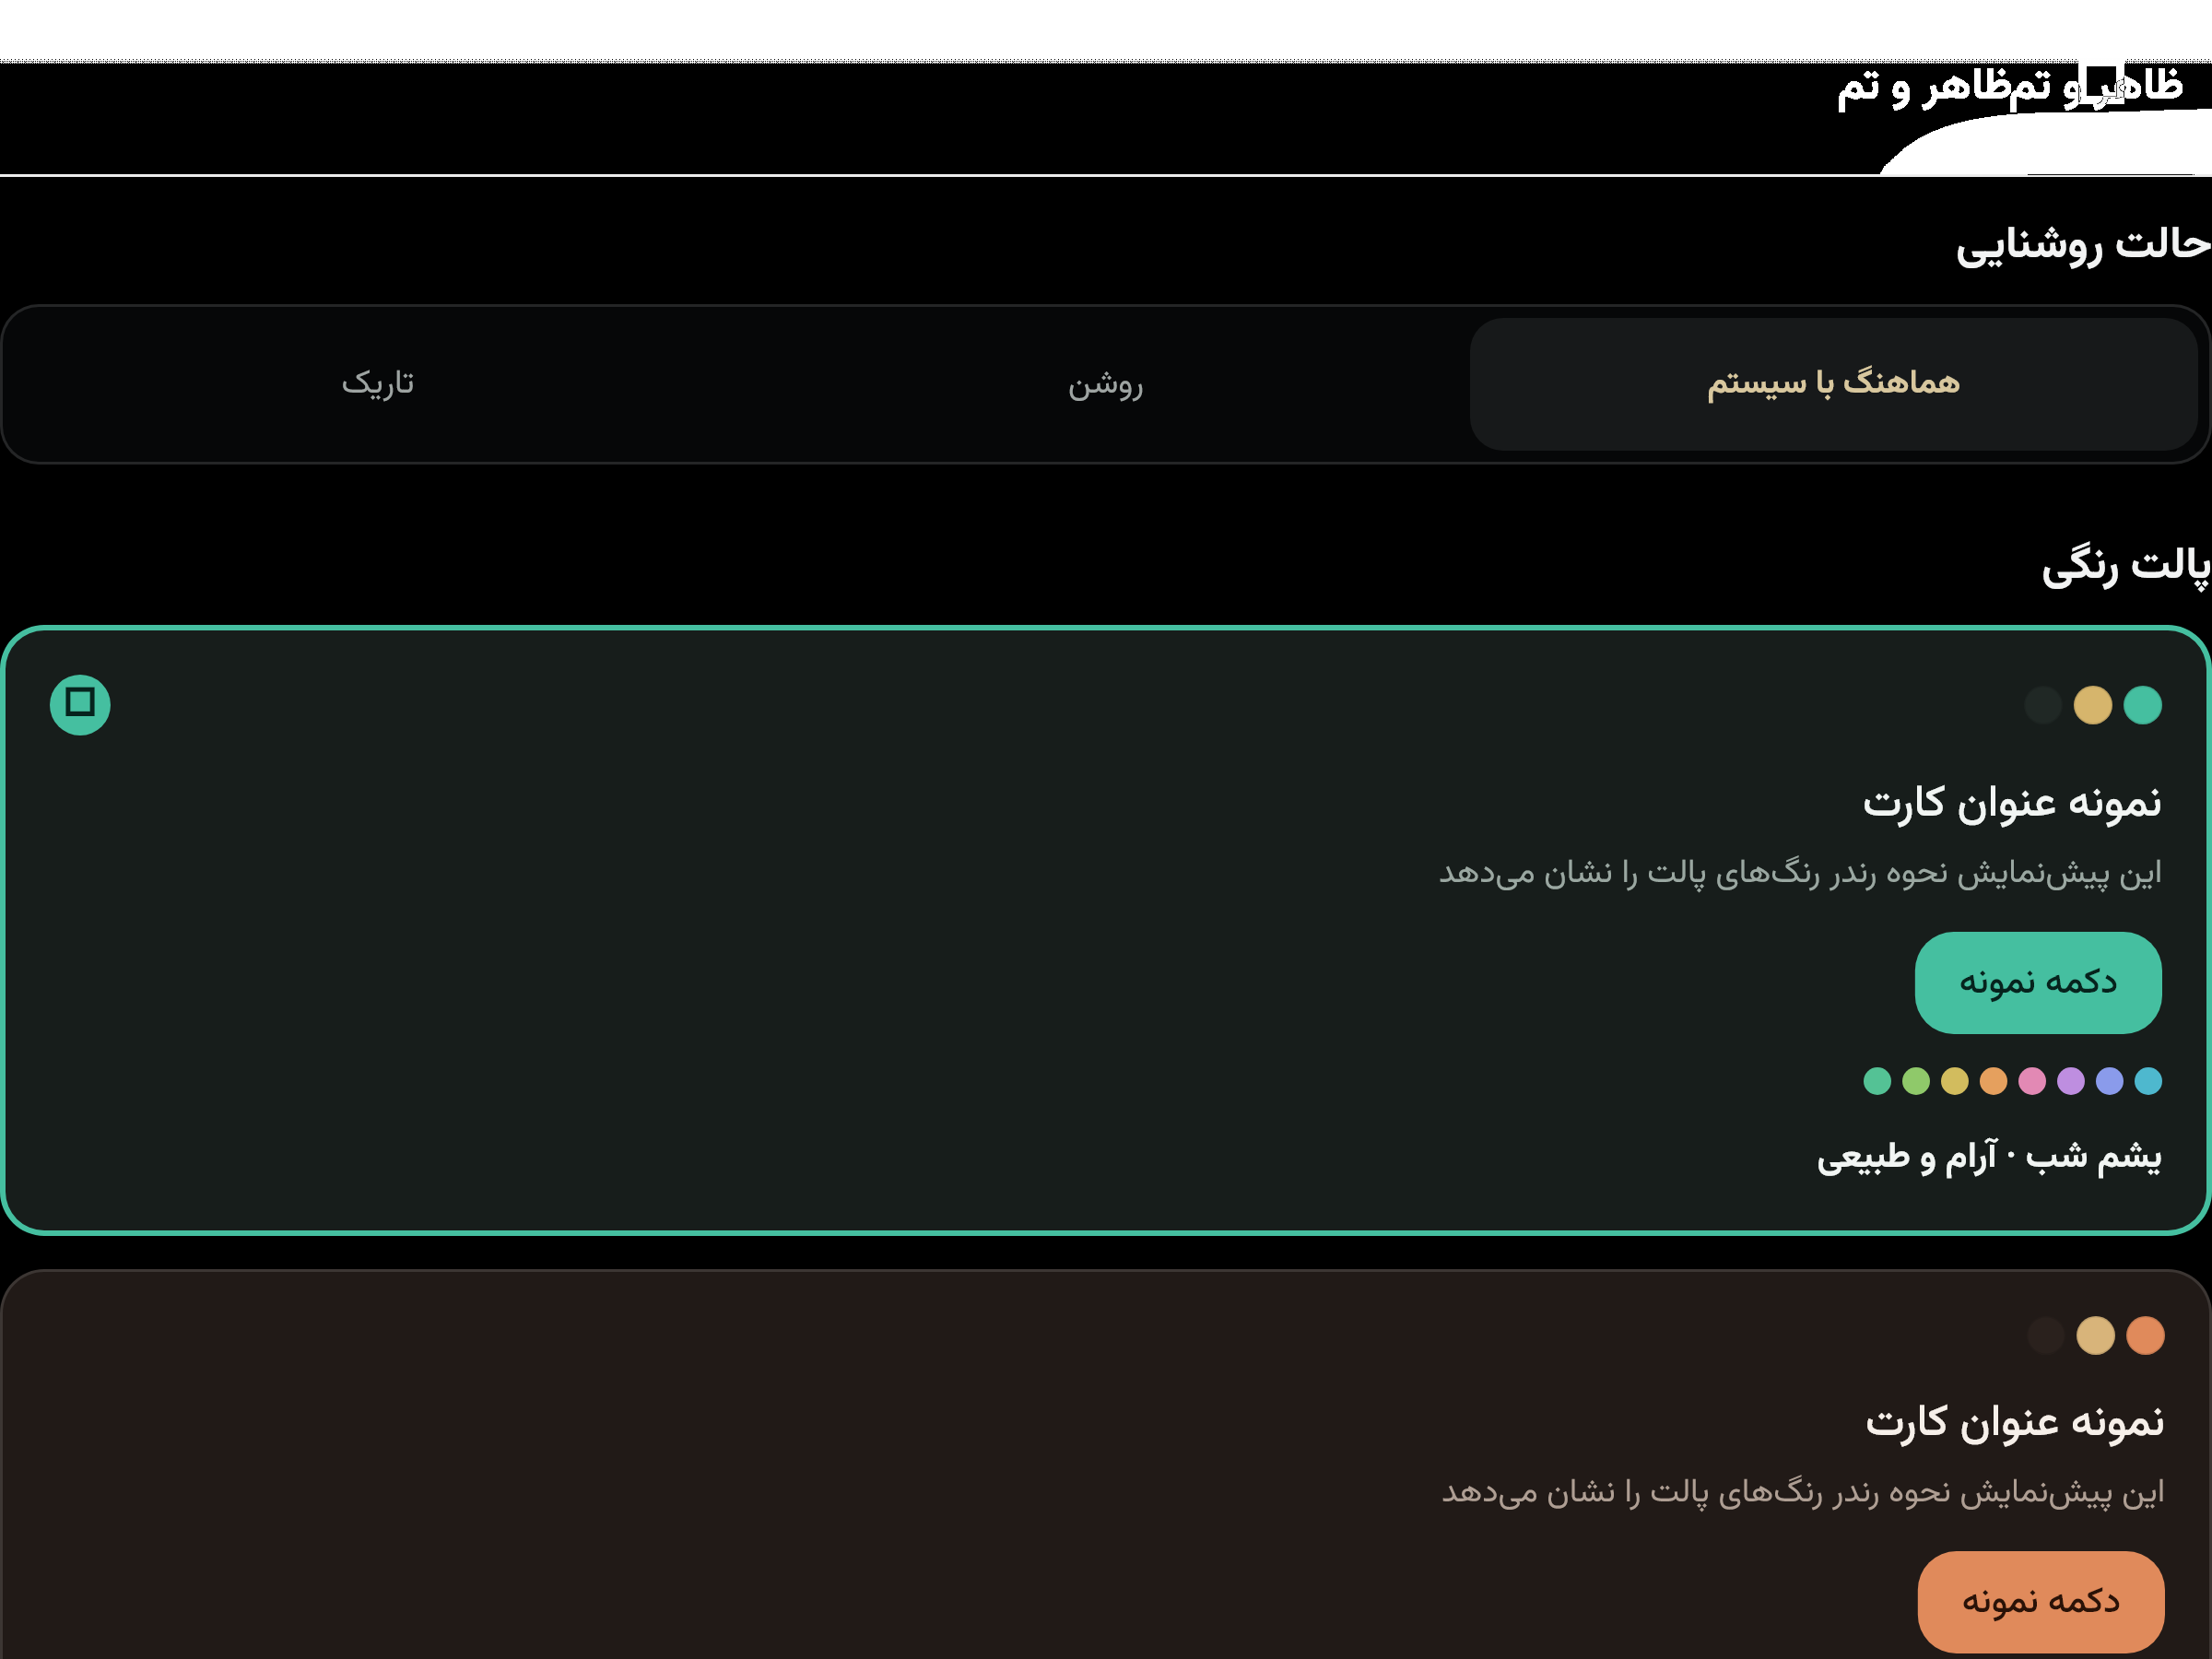 ظاهر و تم
ظاهر و تم
حالت روشنایی
هماهنگ با سیستم
روشن
تاریک
پالت رنگی
نمونه عنوان کارت
این پیش‌نمایش نحوه رندر رنگ‌های پالت را نشان می‌دهد
دکمه نمونه
یشم شب · آرام و طبیعی
نمونه عنوان کارت
این پیش‌نمایش نحوه رندر رنگ‌های پالت را نشان می‌دهد
دکمه نمونه